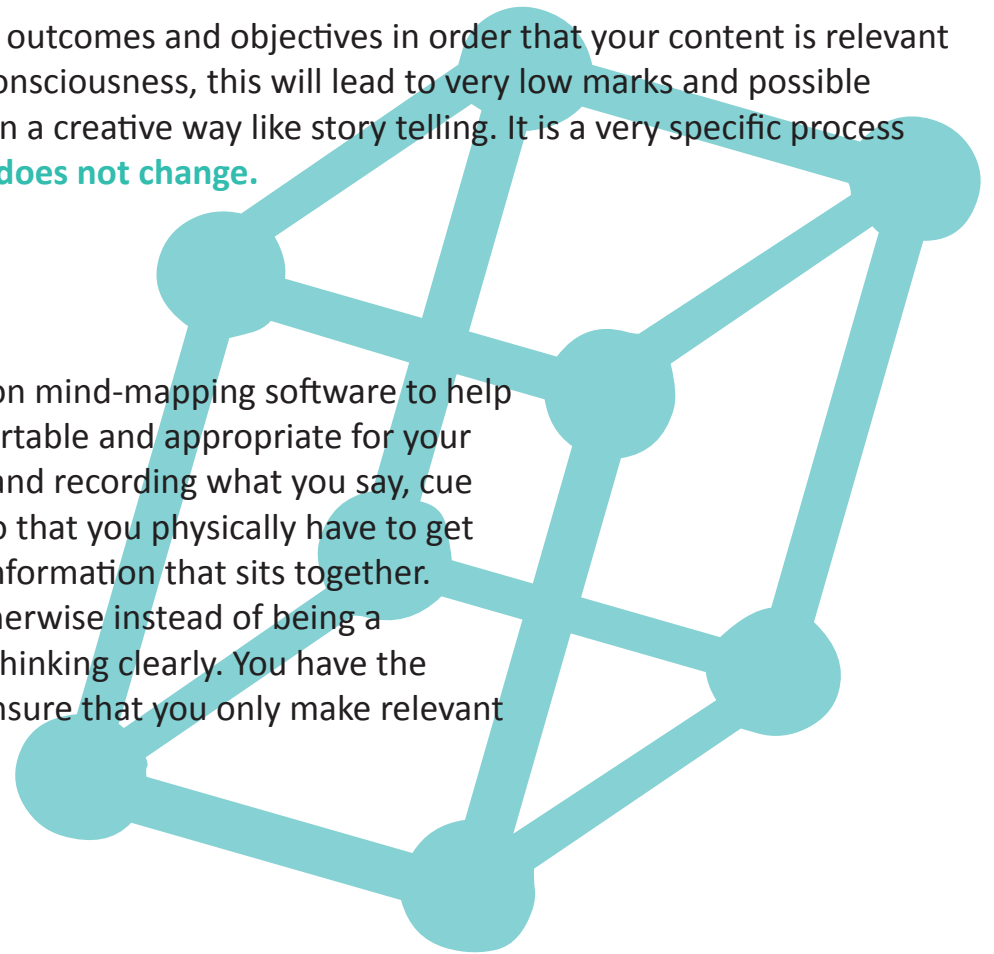 outcomes and objectives in order that your content is relevant
onsciousness, this will lead to very low marks and possible
n a creative way like story telling. It is a very specific process
does not change.
on mind-mapping software to help
rtable and appropriate for your
and recording what you say, cue
o that you physically have to get
nformation that sits together.
herwise instead of being a
thinking clearly. You have the
nsure that you only make relevant